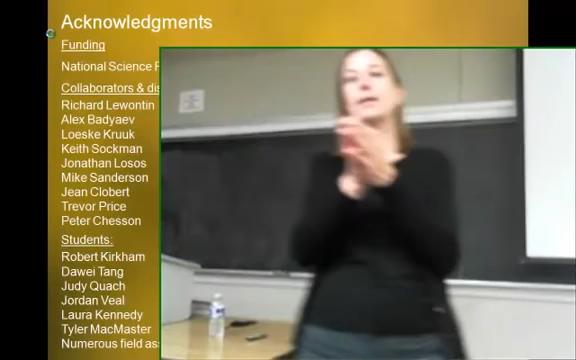 Acknowledgments
Funding
National Science
Collaborators &
Richard Lewontin
Alex Badyaev
Loeske Kruuk
Keith Sockman
Jonathan Losos
Mike Sanderson
Jean Clobert
Trevor Price
Peter Chesson
Students:
Robert Kirkham
Dawei Tang
Judy Quach
Jordan Veal
Laura Kennedy
Tyler MacMaster
Numerous field